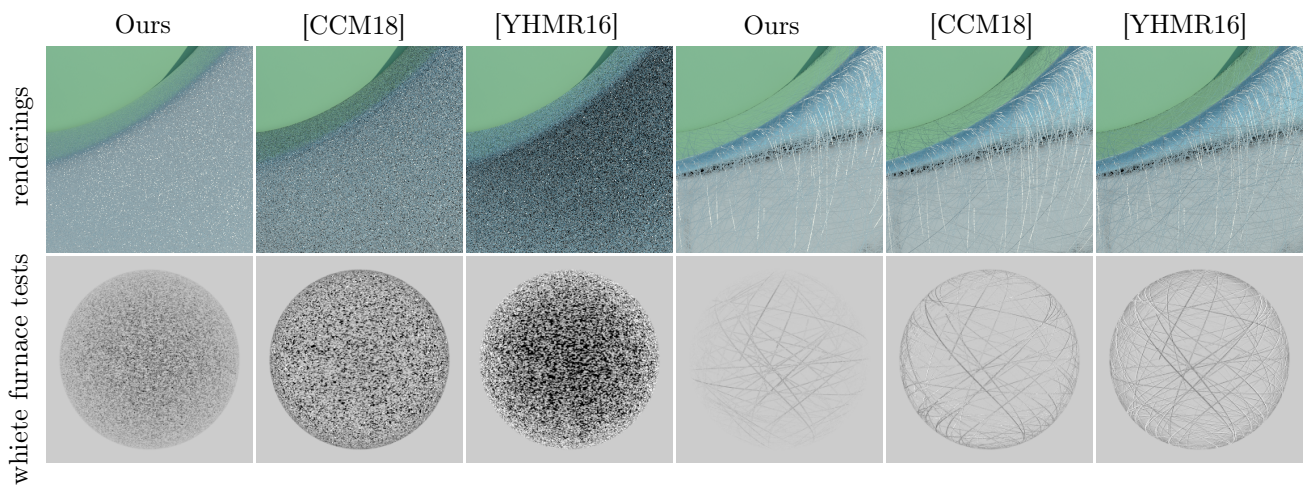 Ours [CCM18] [YHMR16] Ours [CCM18] [YHMR16]
renderings
whiete furnace tests